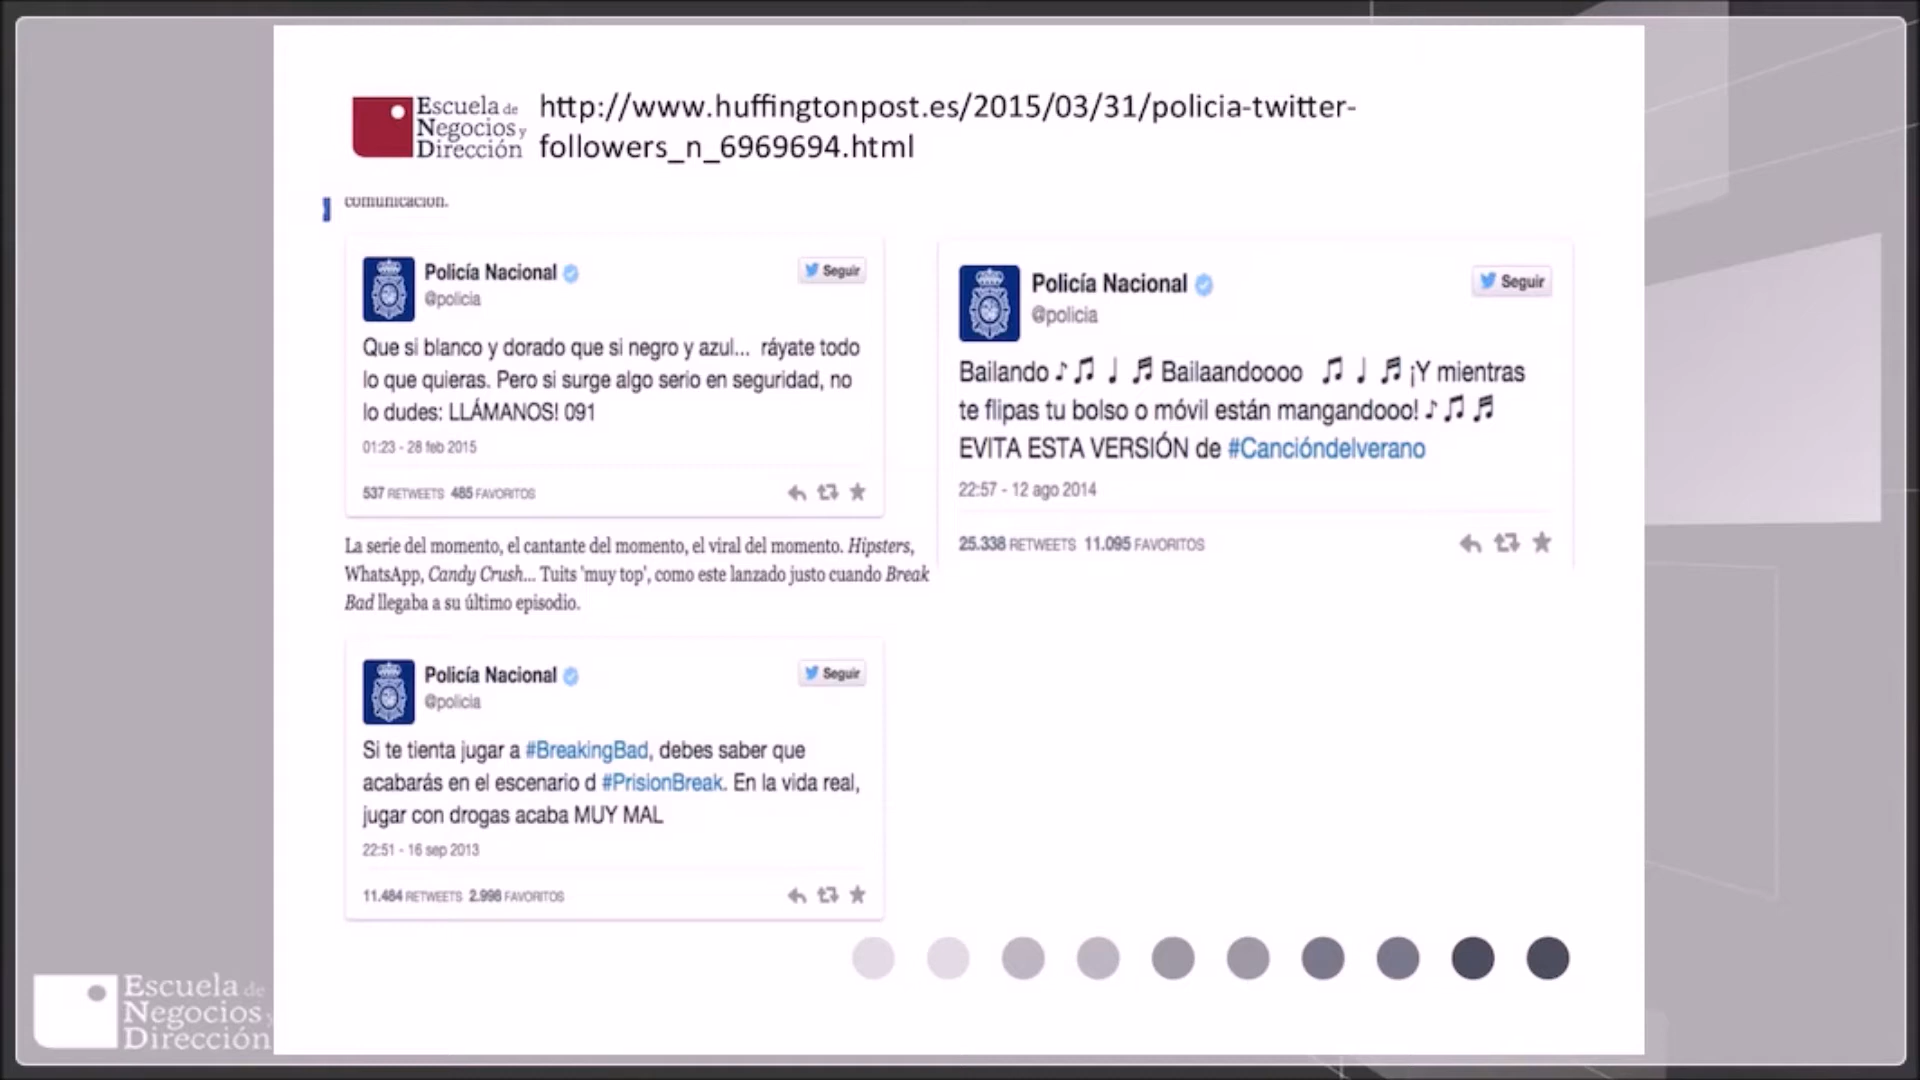 Escuela de
Negocios y
Dirección
http://www.huffingtonpost.es/2015/03/31/policia-twitter-
followers_n_6969694.html
comunicación.
Policía Nacional
Seguir
@policia
Que si blanco y dorado que si negro y azul... ráyate todo
lo que quieras. Pero si surge algo serio en seguridad, no
lo dudes: LLÁMANOS! 091
01:23 - 28 feb 2015
537 RETWEETS 485 FAVORITOS
La serie del momento, el cantante del momento, el viral del momento. Hipsters,
WhatsApp, Candy Crush... Tuits 'muy top', como este lanzado justo cuando Break
Bad llegaba a su último episodio.
Policía Nacional
Seguir
@policia
Si te tienta jugar a #BreakingBad, debes saber que
acabarás en el escenario d #PrisionBreak. En la vida real,
jugar con drogas acaba MUY MAL
22:51 - 16 sep 2013
11.484 RETWEETS 2.998 FAVORITOS
Policía Nacional
Seguir
@policia
Bailando ♪♫ ♩ ♬ Bailaandoooo ♫ ♩ ♬ ¡Y mientras
te flipas tu bolso o móvil están mangandooo! ♪♫♬
EVITA ESTA VERSIÓN de #Cancióndelverano
22:57 - 12 ago 2014
25.338 RETWEETS 11.095 FAVORITOS
Escuela de
Negocios y
Dirección